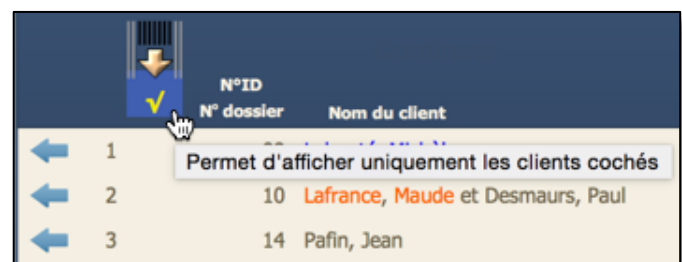 √
N°ID
N° dossier Nom du client
1
Permet d'afficher uniquement les clients cochés
2 10 Lafrance, Maude et Desmaurs, Paul
3 14 Pafin, Jean